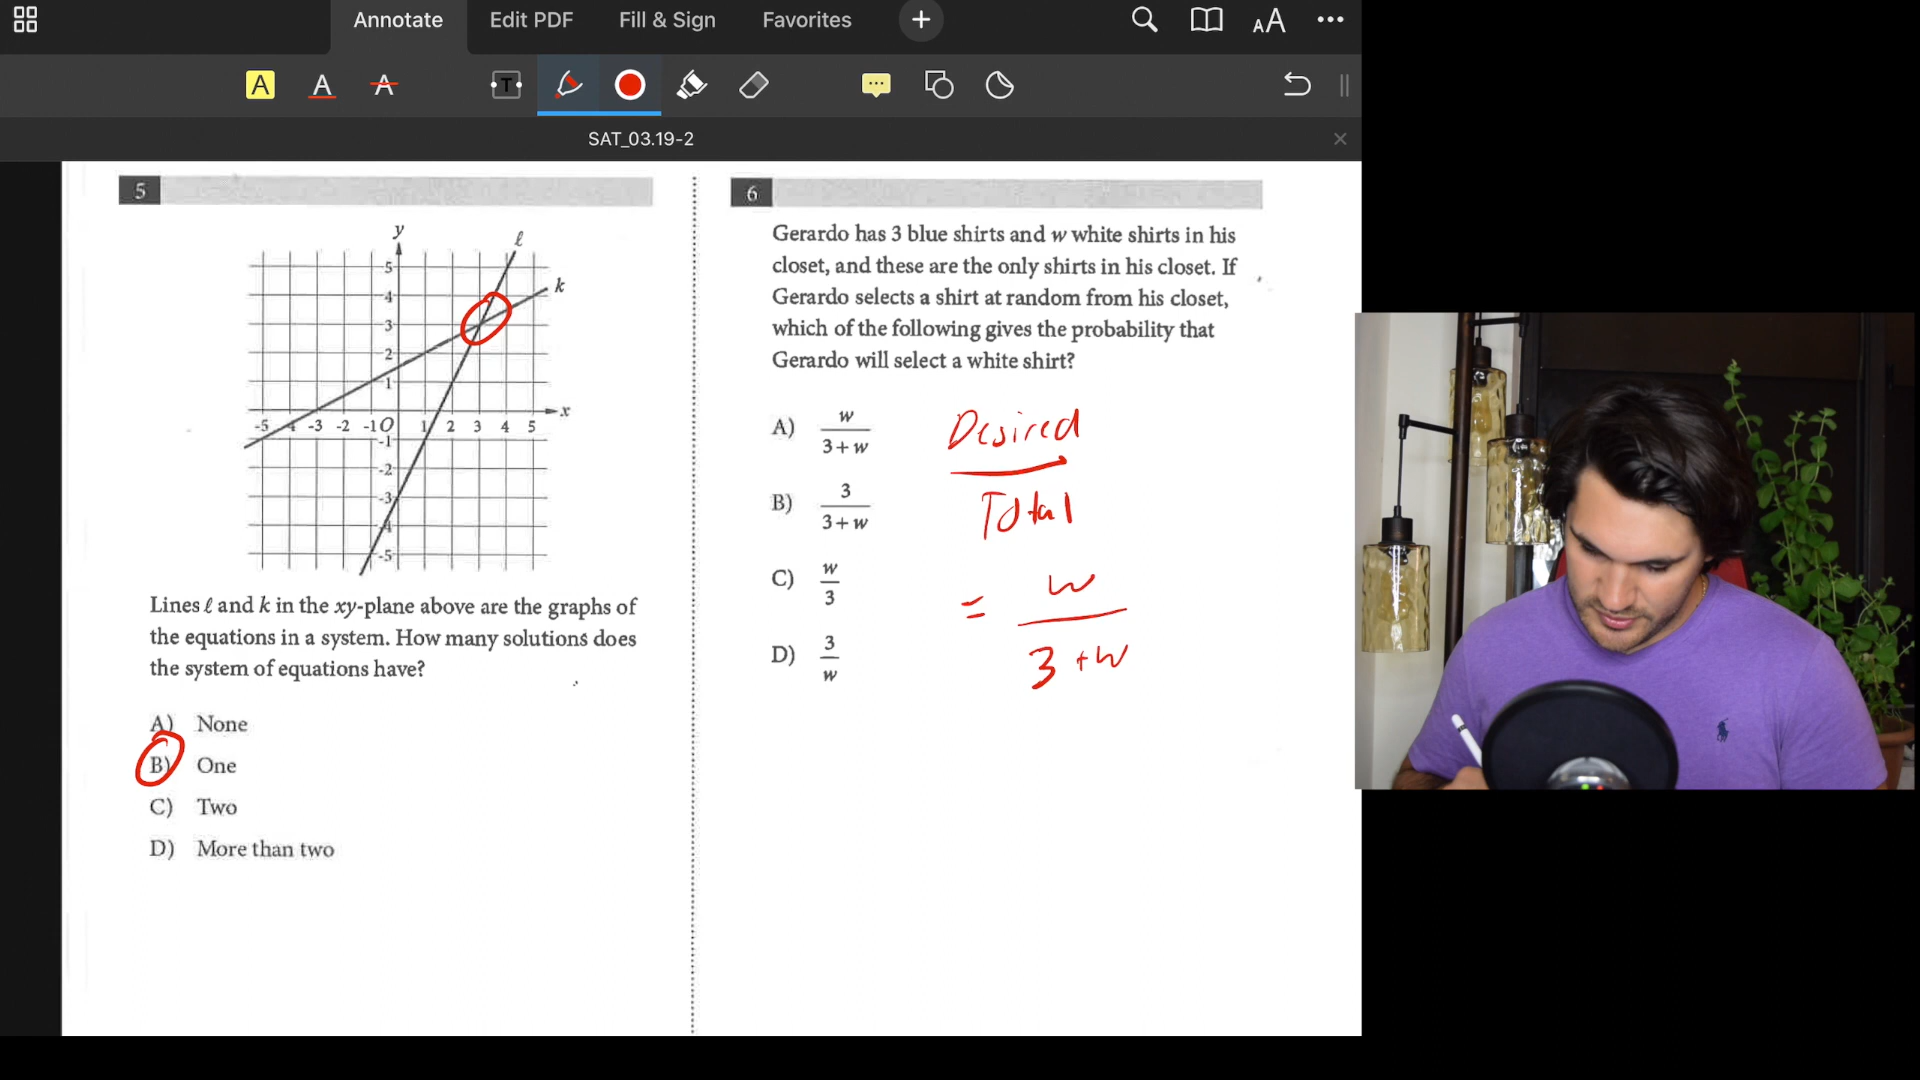 Annotate
Edit PDF
Fill & Sign
Favorites
+
AA
A
A
A
T
SAT_03.19-2
5
y
ℓ
k
5
4
3
2
1
-5 -4 -3 -2 -1 O 1 2 3 4 5
x
-1
-2
-3
-4
-5
Lines ℓ and k in the xy-plane above are the graphs of
the equations in a system. How many solutions does
the system of equations have?
A) None
B) One
C) Two
D) More than two
6
Gerardo has 3 blue shirts and w white shirts in his
closet, and these are the only shirts in his closet. If
Gerardo selects a shirt at random from his closet,
which of the following gives the probability that
Gerardo will select a white shirt?
A) w
3+w
B) 3
3+w
C) w
3
D) 3
w
Desired
Total
= w
3 +w